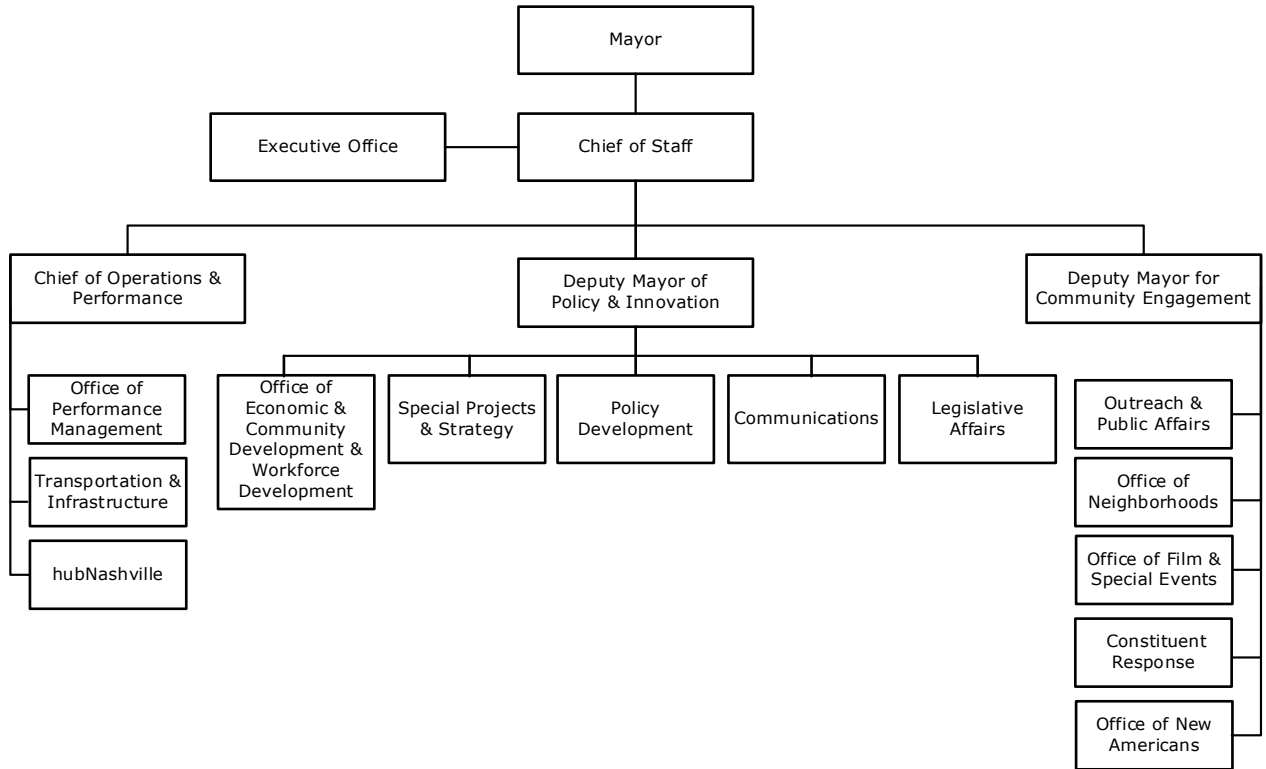 Mayor
Executive Office
Chief of Staff
Chief of Operations &
Performance
Deputy Mayor of
Policy & Innovation
Deputy Mayor for
Community Engagement
Office of
Performance
Management
Transportation &
Infrastructure
hubNashville
Office of
Economic &
Community
Development &
Workforce
Development
Special Projects
& Strategy
Policy
Development
Communications
Legislative
Affairs
Outreach &
Public Affairs
Office of
Neighborhoods
Office of Film &
Special Events
Constituent
Response
Office of New
Americans